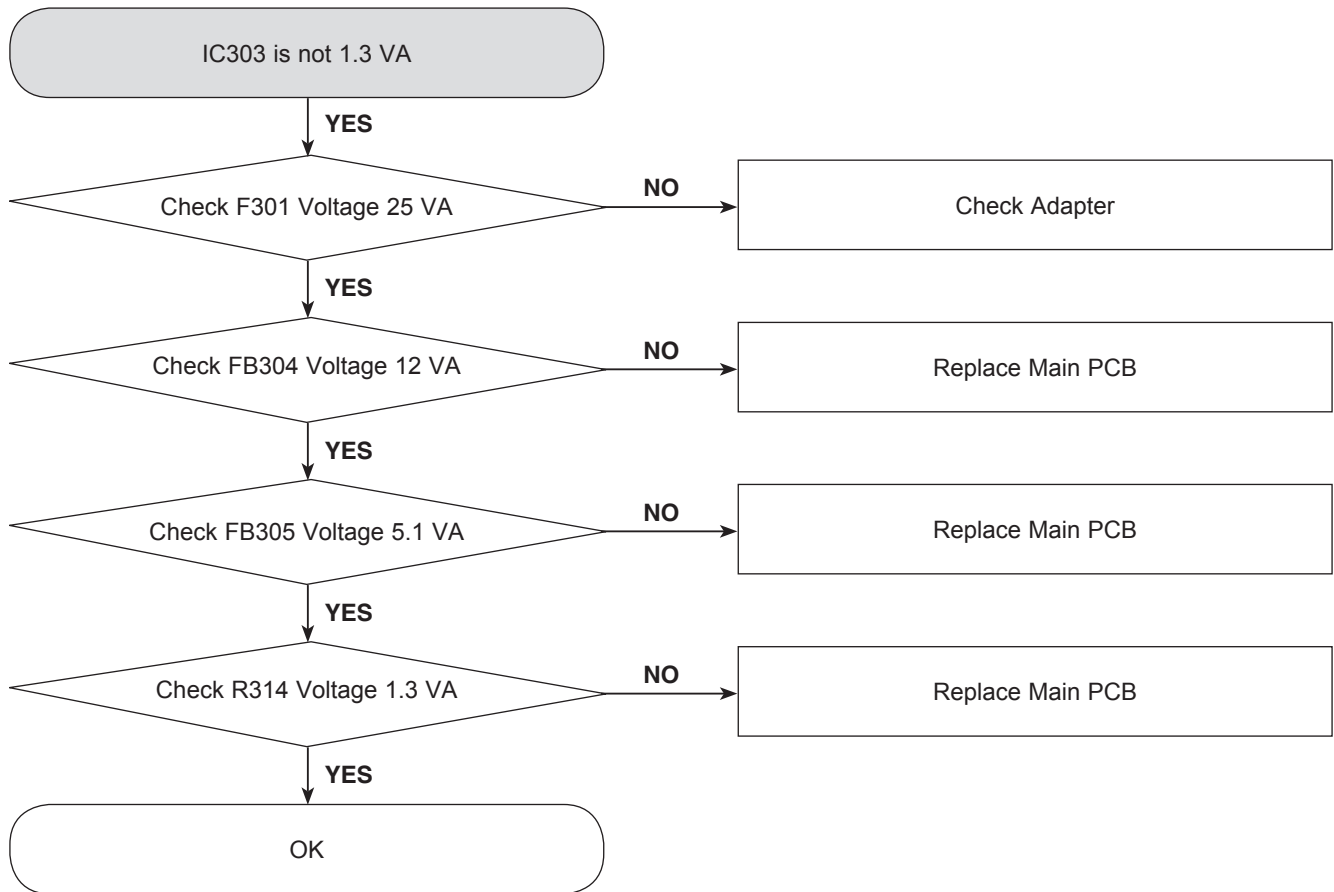 IC303 is not 1.3 VA
YES
Check F301 Voltage 25 VA
NO
Check Adapter
YES
Check FB304 Voltage 12 VA
NO
Replace Main PCB
YES
Check FB305 Voltage 5.1 VA
NO
Replace Main PCB
YES
Check R314 Voltage 1.3 VA
NO
Replace Main PCB
YES
OK